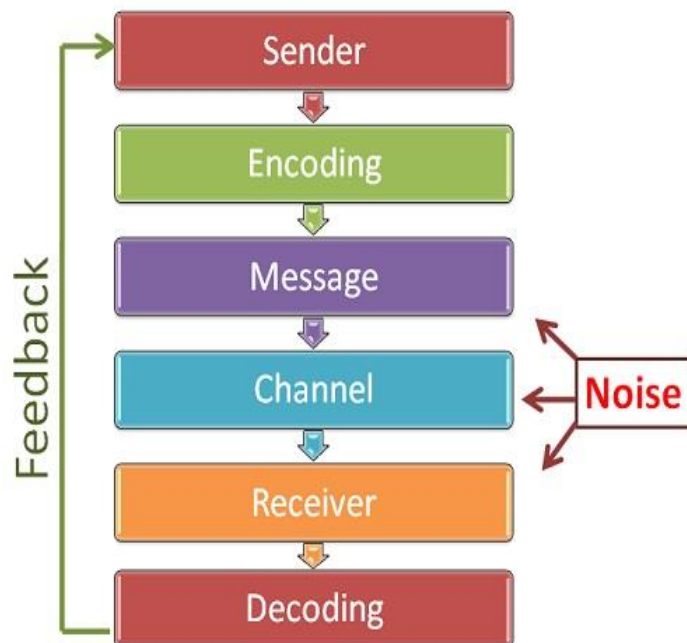 Sender
Encoding
Message
Channel
Receiver
Decoding
Feedback
Noise